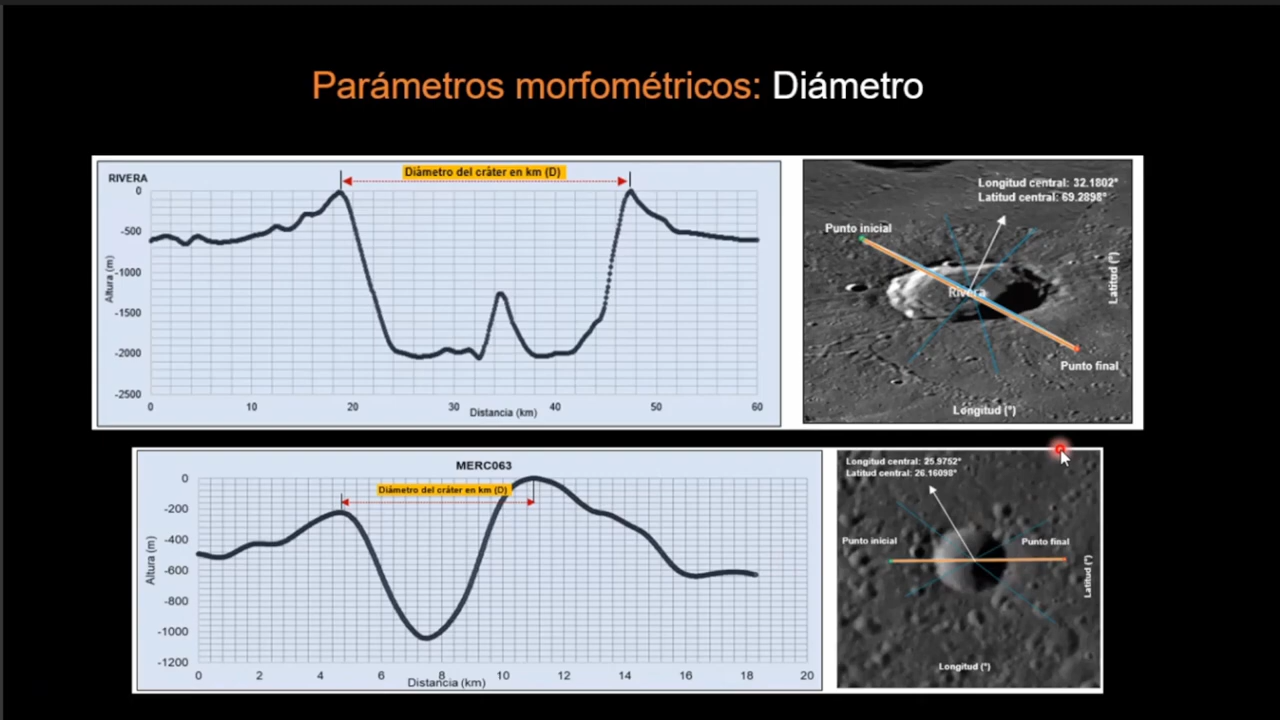 Parámetros morfométricos: Diámetro
RIVERA
Diámetro del cráter en km (D)
0
-500
-1000
-1500
-2000
-2500
Altura (m)
0 10 20 30 40 50 60
Distancia (km)
Longitud central: 32.1802°
Latitud central: 69.2898°
Punto inicial
Rivera
Punto final
Latitud (°)
Longitud (°)
MERC063
Diámetro del cráter en km (D)
0
-200
-400
-600
-800
-1000
-1200
Altura (m)
0 2 4 6 8 10 12 14 16 18 20
Distancia (km)
Longitud central: 25.9752°
Latitud central: 26.16098°
Punto inicial
Punto final
Latitud (°)
Longitud (°)